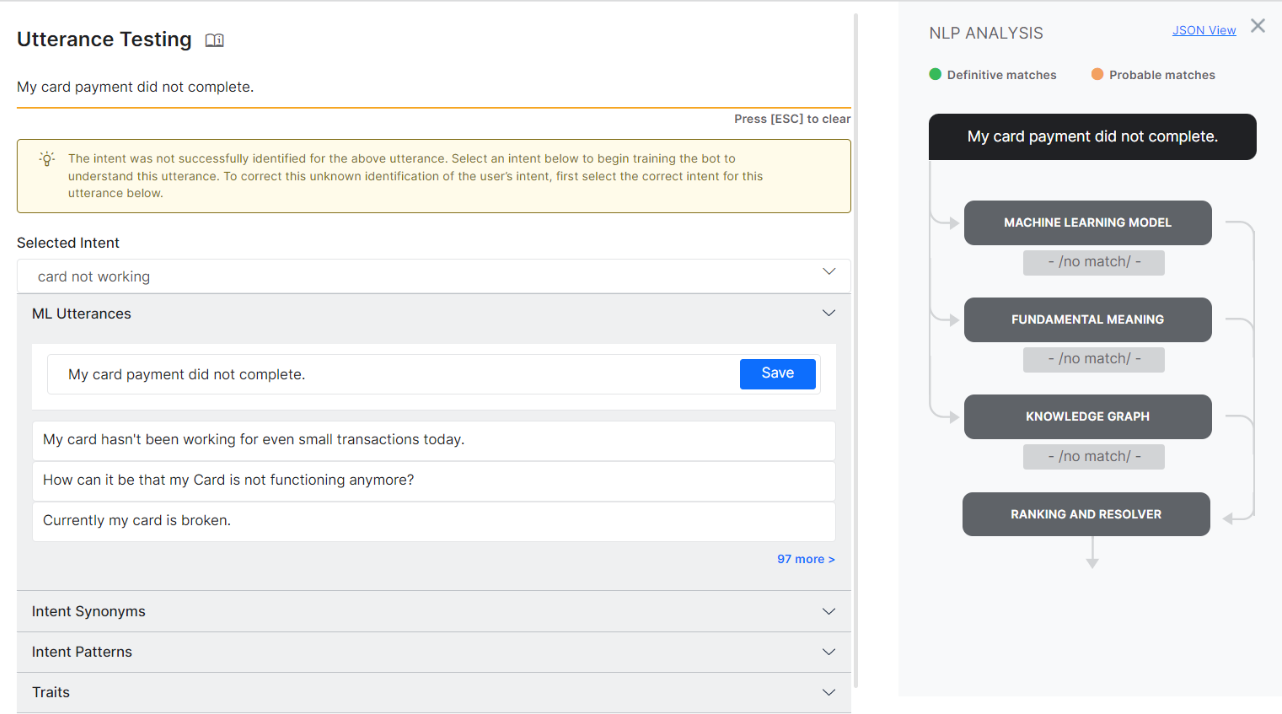 Utterance Testing
My card payment did not complete.
Press [ESC] to clear
The intent was not successfully identified for the above utterance. Select an intent below to begin training the bot to
understand this utterance. To correct this unknown identification of the user's intent, first select the correct intent for this
utterance below.
Selected Intent
card not working
ML Utterances
My card payment did not complete.
Save
My card hasn't been working for even small transactions today.
How can it be that my Card is not functioning anymore?
Currently my card is broken.
97 more >
Intent Synonyms
Intent Patterns
Traits
NLP ANALYSIS
JSON View
Definitive matches
Probable matches
My card payment did not complete.
MACHINE LEARNING MODEL
- /no match/ -
FUNDAMENTAL MEANING
- /no match/ -
KNOWLEDGE GRAPH
- /no match/ -
RANKING AND RESOLVER